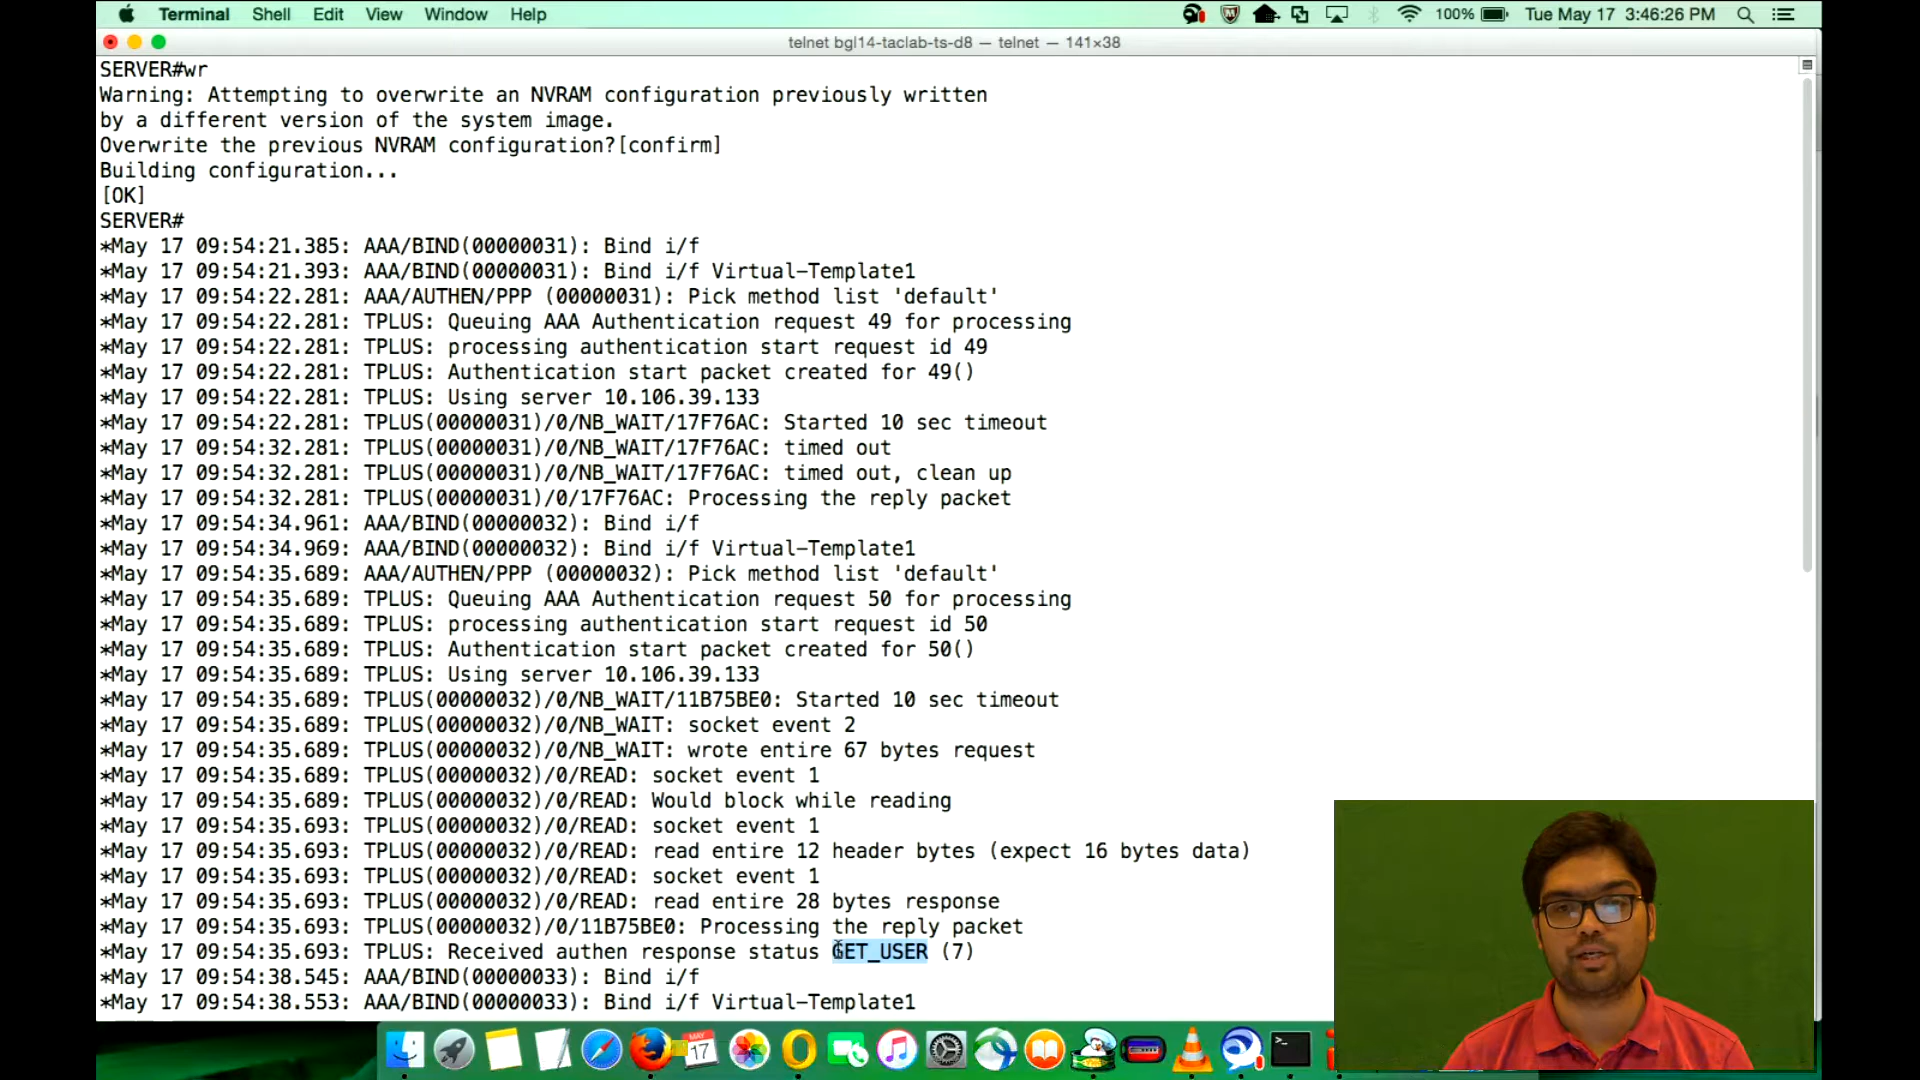 Terminal Shell Edit View Window Help 100% Tue May 17 3:46:26 PM
telnet bgl14-taclab-ts-d8 — telnet — 141×38
SERVER#wr
Warning: Attempting to overwrite an NVRAM configuration previously written
by a different version of the system image.
Overwrite the previous NVRAM configuration?[confirm]
Building configuration...
[OK]
SERVER#
*May 17 09:54:21.385: AAA/BIND(00000031): Bind i/f
*May 17 09:54:21.393: AAA/BIND(00000031): Bind i/f Virtual-Template1
*May 17 09:54:22.281: AAA/AUTHEN/PPP (00000031): Pick method list 'default'
*May 17 09:54:22.281: TPLUS: Queuing AAA Authentication request 49 for processing
*May 17 09:54:22.281: TPLUS: processing authentication start request id 49
*May 17 09:54:22.281: TPLUS: Authentication start packet created for 49()
*May 17 09:54:22.281: TPLUS: Using server 10.106.39.133
*May 17 09:54:22.281: TPLUS(00000031)/0/NB_WAIT/17F76AC: Started 10 sec timeout
*May 17 09:54:32.281: TPLUS(00000031)/0/NB_WAIT/17F76AC: timed out
*May 17 09:54:32.281: TPLUS(00000031)/0/NB_WAIT/17F76AC: timed out, clean up
*May 17 09:54:32.281: TPLUS(00000031)/0/17F76AC: Processing the reply packet
*May 17 09:54:34.961: AAA/BIND(00000032): Bind i/f
*May 17 09:54:34.969: AAA/BIND(00000032): Bind i/f Virtual-Template1
*May 17 09:54:35.689: AAA/AUTHEN/PPP (00000032): Pick method list 'default'
*May 17 09:54:35.689: TPLUS: Queuing AAA Authentication request 50 for processing
*May 17 09:54:35.689: TPLUS: processing authentication start request id 50
*May 17 09:54:35.689: TPLUS: Authentication start packet created for 50()
*May 17 09:54:35.689: TPLUS: Using server 10.106.39.133
*May 17 09:54:35.689: TPLUS(00000032)/0/NB_WAIT/11B75BE0: Started 10 sec timeout
*May 17 09:54:35.689: TPLUS(00000032)/0/NB_WAIT: socket event 2
*May 17 09:54:35.689: TPLUS(00000032)/0/NB_WAIT: wrote entire 67 bytes request
*May 17 09:54:35.689: TPLUS(00000032)/0/READ: socket event 1
*May 17 09:54:35.689: TPLUS(00000032)/0/READ: Would block while reading
*May 17 09:54:35.693: TPLUS(00000032)/0/READ: socket event 1
*May 17 09:54:35.693: TPLUS(00000032)/0/READ: read entire 12 header bytes (expect 16 bytes data)
*May 17 09:54:35.693: TPLUS(00000032)/0/READ: socket event 1
*May 17 09:54:35.693: TPLUS(00000032)/0/READ: read entire 28 bytes response
*May 17 09:54:35.693: TPLUS(00000032)/0/11B75BE0: Processing the reply packet
*May 17 09:54:35.693: TPLUS: Received authen response status GET_USER (7)
*May 17 09:54:38.545: AAA/BIND(00000033): Bind i/f
*May 17 09:54:38.553: AAA/BIND(00000033): Bind i/f Virtual-Template1
MAY
17